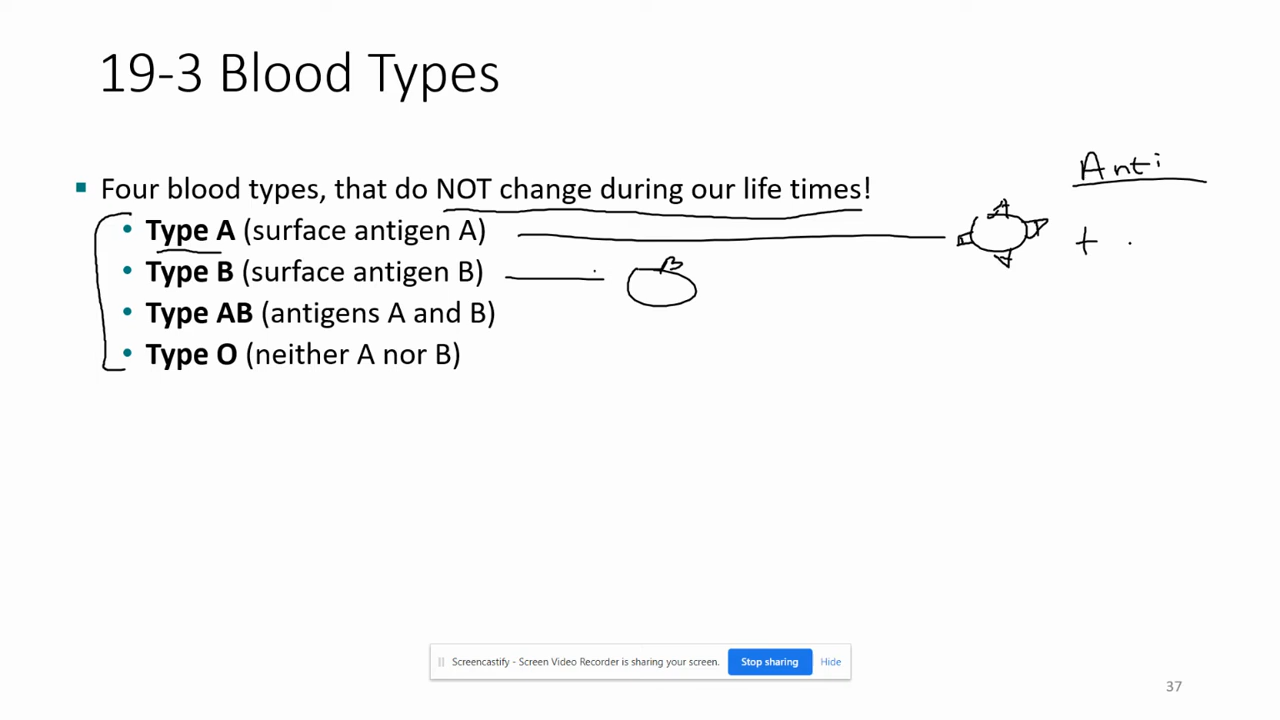 19-3 Blood Types
Anti
▪ Four blood types, that do NOT change during our life times!
• Type A (surface antigen A)
A
+
• Type B (surface antigen B)
B
• Type AB (antigens A and B)
• Type O (neither A nor B)
Screencastify - Screen Video Recorder is sharing your screen.
Stop sharing
Hide
37